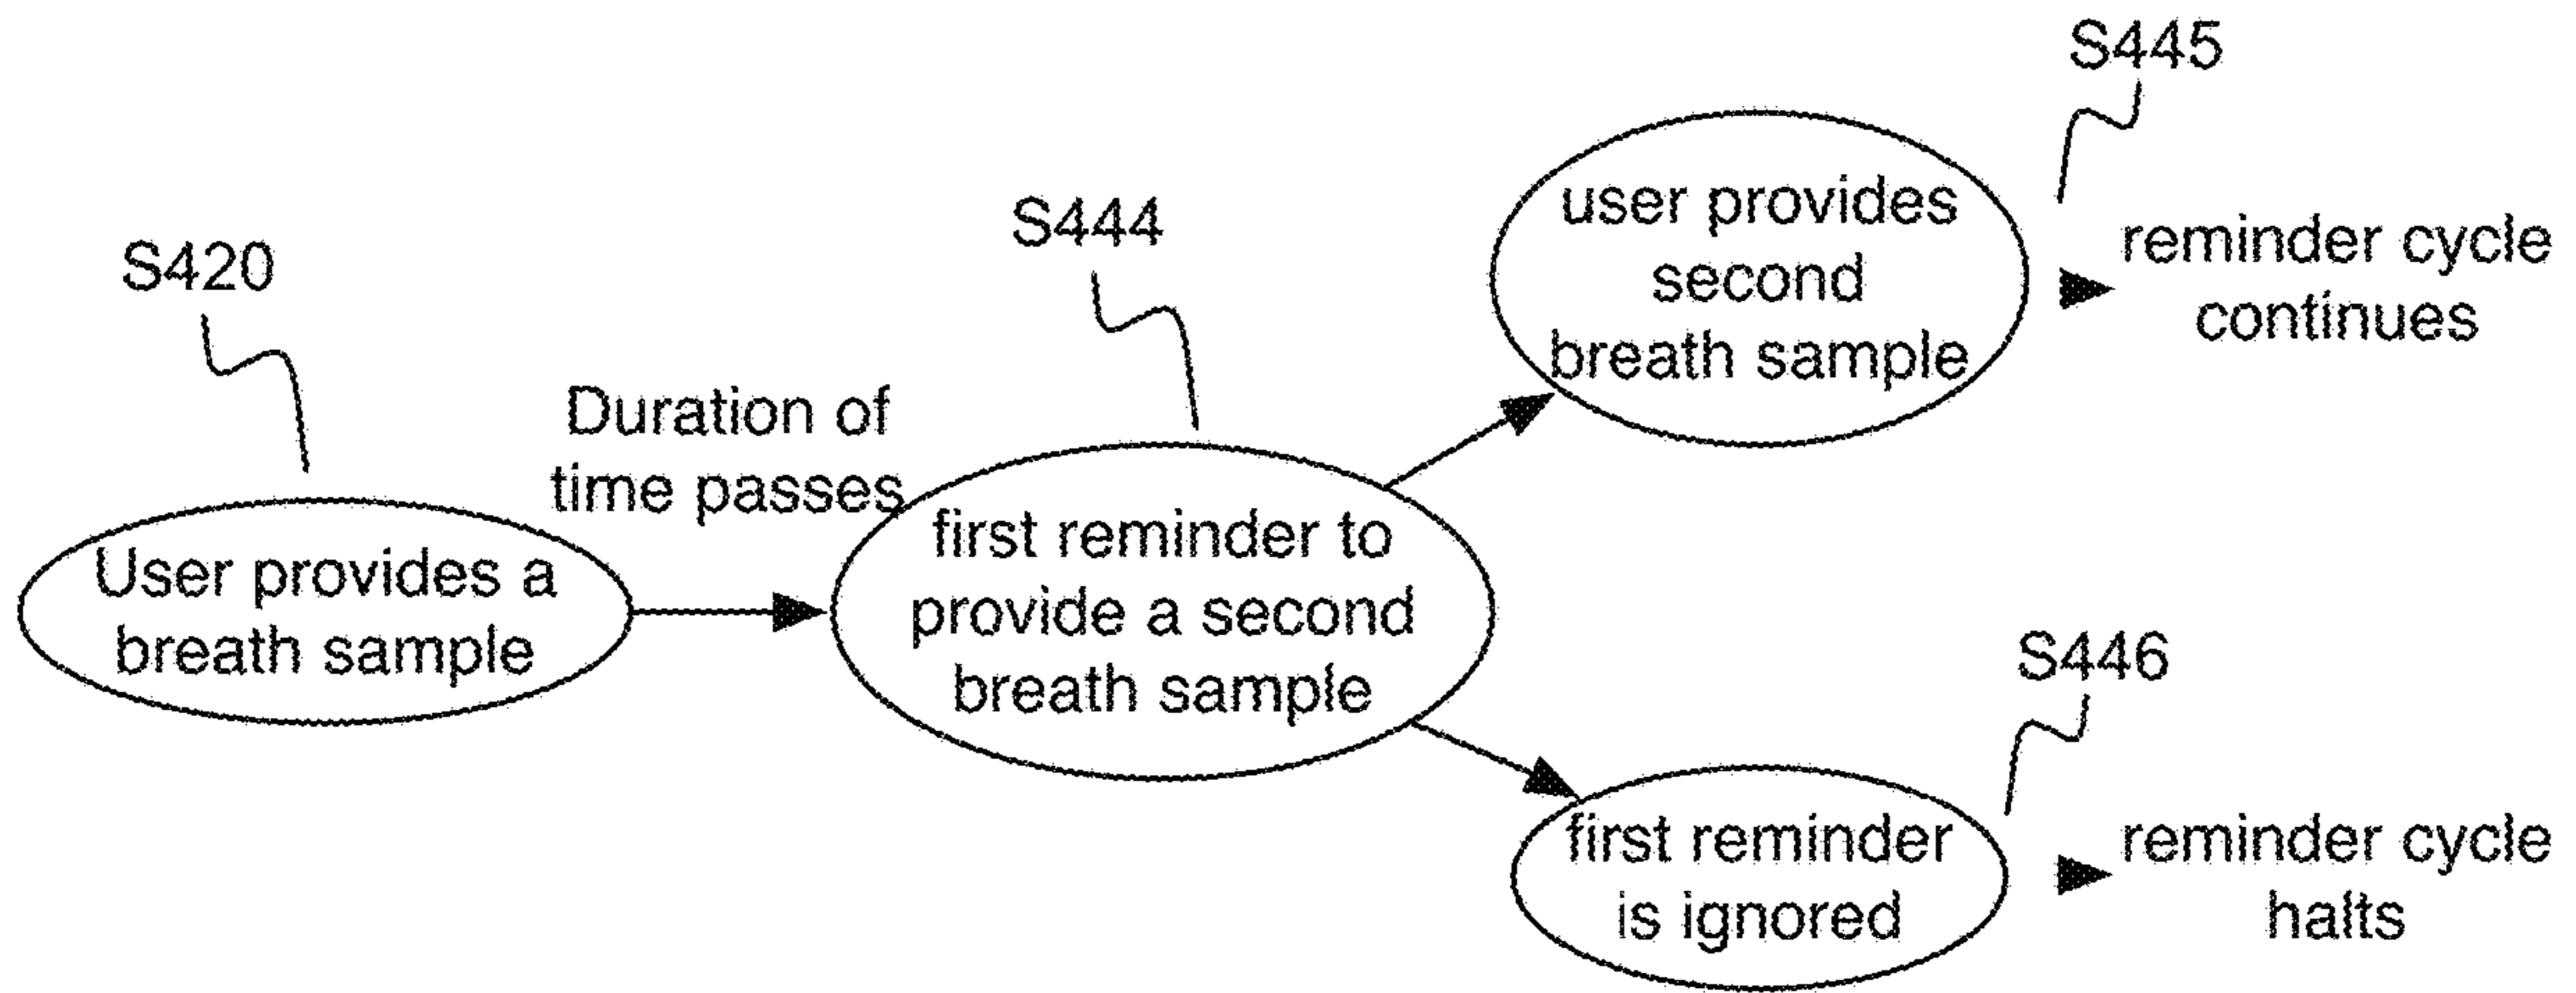 S420
User provides a
breath sample
Duration of
time passes
S444
first reminder to
provide a second
breath sample
S445
user provides
second
breath sample
reminder cycle
continues
S446
first reminder
is ignored
reminder cycle
halts